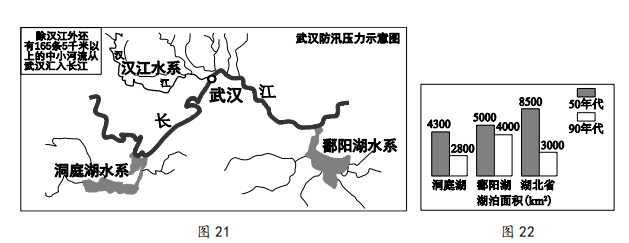 除汉江外还
有165条5千米以
上的中小河流从
武汉汇入长江
武汉防汛压力示意图
汉
江
汉江水系
武汉
长
江
洞庭湖水系
鄱阳湖水系
图 21
8500
50年代
90年代
5000
4300
4000
2800
3000
洞庭湖 鄱阳湖 湖北省
湖泊面积(km²)
图 22